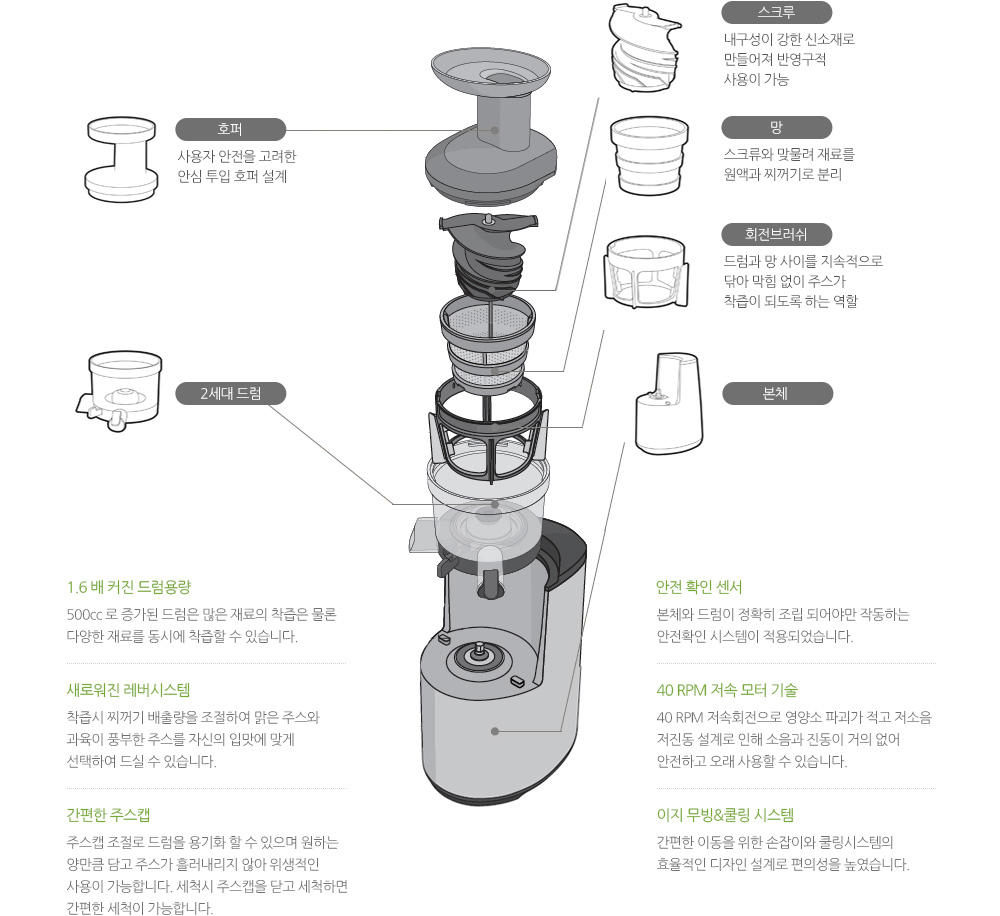 스크루
내구성이 강한 신소재로
만들어져 반영구적
사용이 가능
호퍼
사용자 안전을 고려한
안심 투입 호퍼 설계
망
스크류와 맞물려 재료를
원액과 찌꺼기로 분리
회전브러쉬
드럼과 망 사이를 지속적으로
닦아 막힘 없이 주스가
착즙이 되도록 하는 역할
2세대 드럼
본체
1.6 배 커진 드럼용량
500cc 로 증가된 드럼은 많은 재료의 착즙은 물론
다양한 재료를 동시에 착즙할 수 있습니다.
새로워진 레버시스템
착즙시 찌꺼기 배출량을 조절하여 맑은 주스와
과육이 풍부한 주스를 자신의 입맛에 맞게
선택하여 드실 수 있습니다.
간편한 주스캡
주스캡 조절로 드럼을 용기화 할 수 있으며 원하는
양만큼 담고 주스가 흘러내리지 않아 위생적인
사용이 가능합니다. 세척시 주스캡을 닫고 세척하면
간편한 세척이 가능합니다.
안전 확인 센서
본체와 드럼이 정확히 조립 되어야만 작동하는
안전확인 시스템이 적용되었습니다.
40 RPM 저속 모터 기술
40 RPM 저속회전으로 영양소 파괴가 적고 저소음
저진동 설계로 인해 소음과 진동이 거의 없어
안전하고 오래 사용할 수 있습니다.
이지 무빙&쿨링 시스템
간편한 이동을 위한 손잡이와 쿨링시스템의
효율적인 디자인 설계로 편의성을 높였습니다.